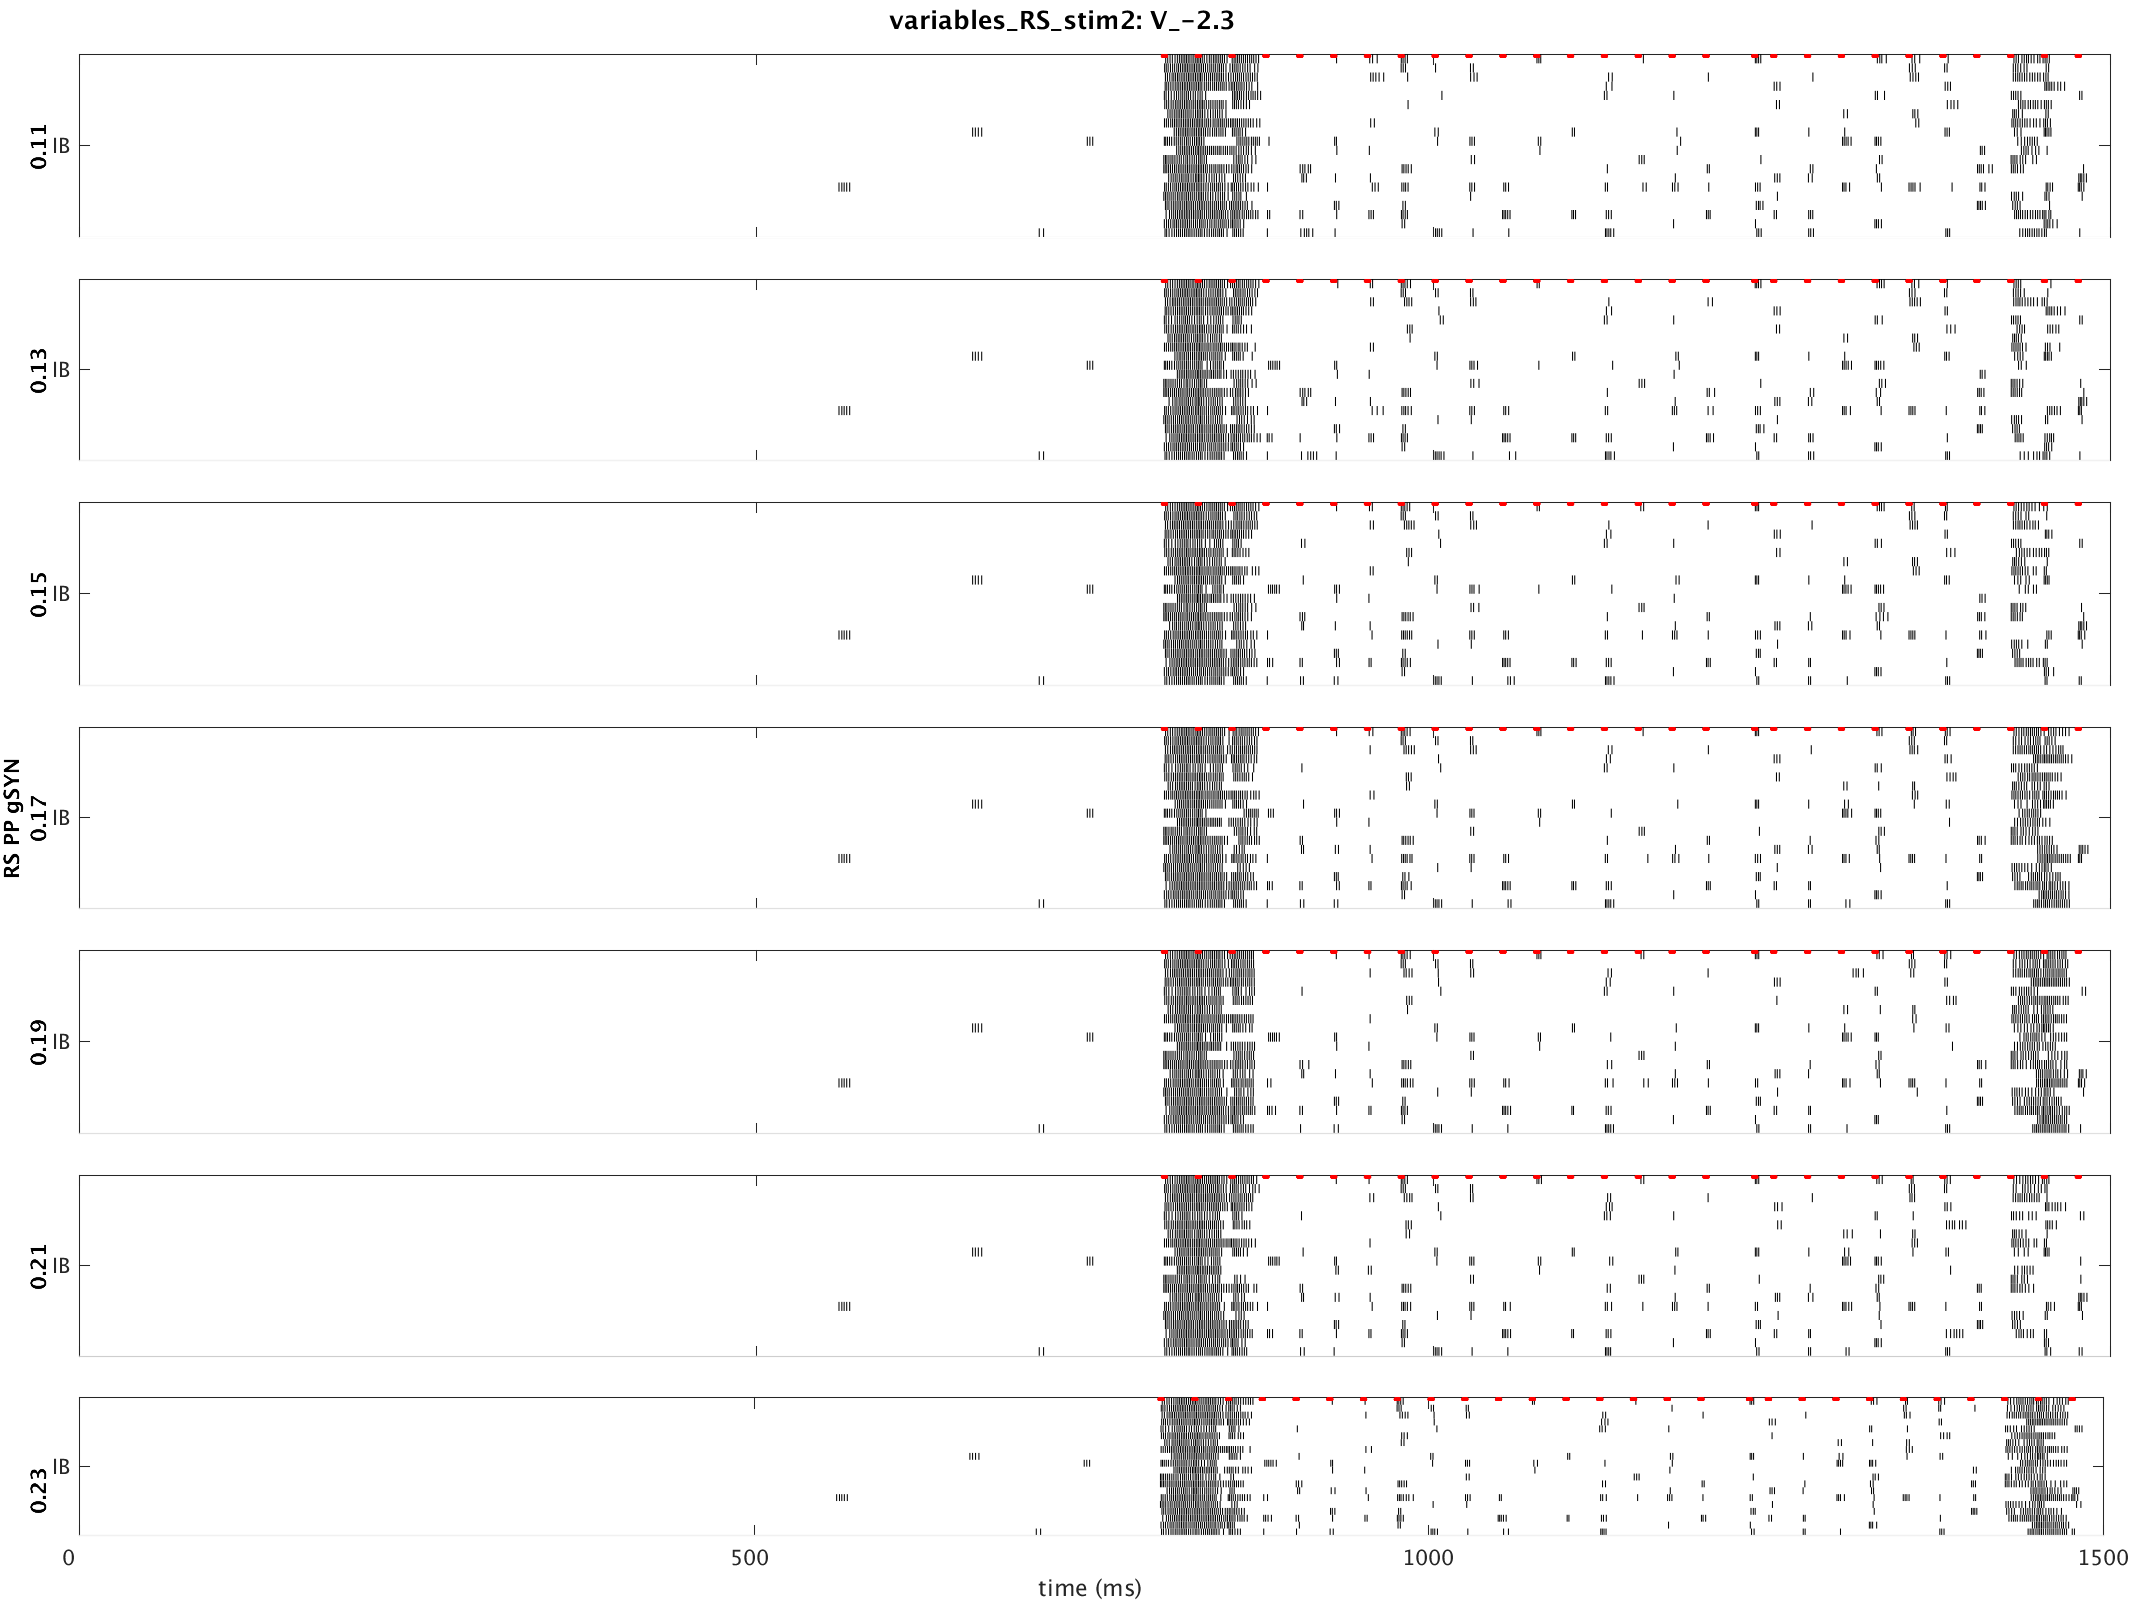 variables_RS_stim2: V_-2.3
RS PP gSYN
0.11 IB
0.13 IB
0.15 IB
0.17 IB
0.19 IB
0.21 IB
0.23 IB
0 500 1000 1500
time (ms)